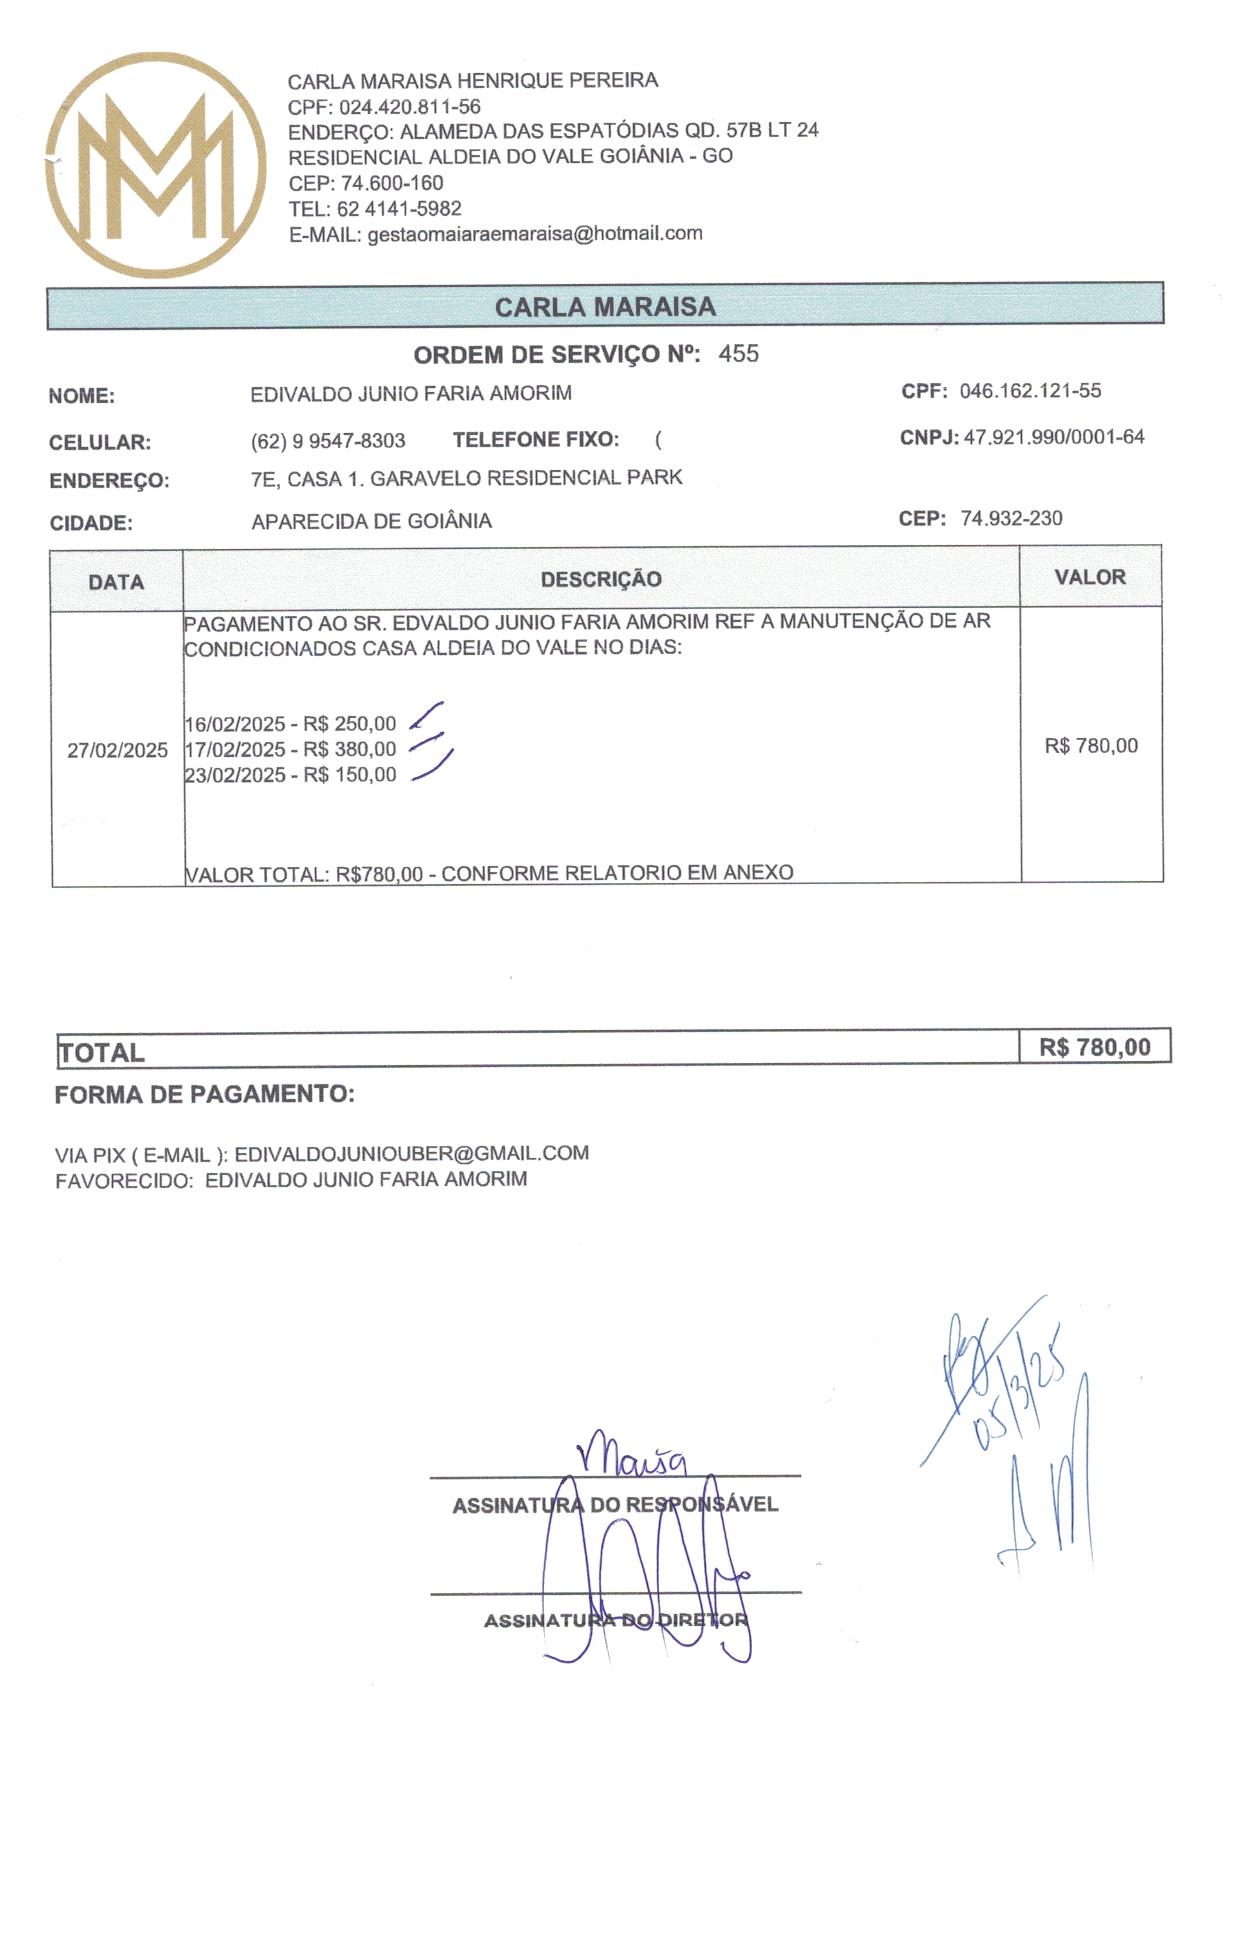 CARLA MARAISA HENRIQUE PEREIRA
CPF: 024.420.811-56
ENDERÇO: ALAMEDA DAS ESPATÓDIAS QD. 57B LT 24
RESIDENCIAL ALDEIA DO VALE GOIÂNIA - GO
CEP: 74.600-160
TEL: 62 4141-5982
E-MAIL: gestaomaiaraemaraisa@hotmail.com
CARLA MARAISA
ORDEM DE SERVIÇO Nº: 455
NOME: EDIVALDO JUNIO FARIA AMORIM CPF: 046.162.121-55
CELULAR: (62) 9 9547-8303 TELEFONE FIXO: ( CNPJ: 47.921.990/0001-64
ENDEREÇO: 7E, CASA 1. GARAVELO RESIDENCIAL PARK
CIDADE: APARECIDA DE GOIÂNIA CEP: 74.932-230
DATA DESCRIÇÃO VALOR
PAGAMENTO AO SR. EDVALDO JUNIO FARIA AMORIM REF A MANUTENÇÃO DE AR
CONDICIONADOS CASA ALDEIA DO VALE NO DIAS:
16/02/2025 - R$ 250,00
27/02/2025 17/02/2025 - R$ 380,00 R$ 780,00
23/02/2025 - R$ 150,00
VALOR TOTAL: R$780,00 - CONFORME RELATORIO EM ANEXO
TOTAL R$ 780,00
FORMA DE PAGAMENTO:
VIA PIX ( E-MAIL ): EDIVALDOJUNIOUBER@GMAIL.COM
FAVORECIDO: EDIVALDO JUNIO FARIA AMORIM
05/3/25
ASSINATURA DO RESPONSÁVEL
ASSINATURA DO DIRETOR